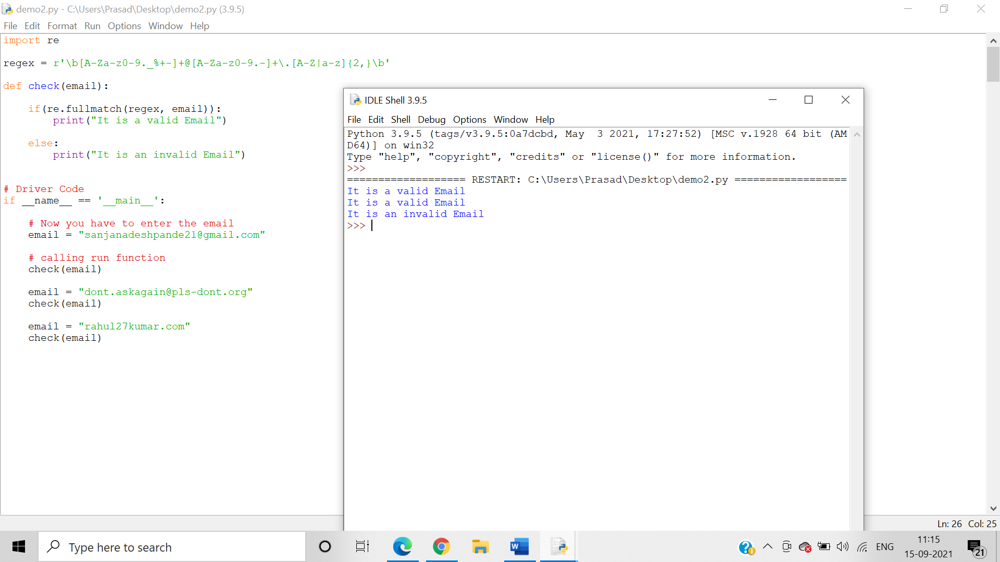 demo2.py - C:\Users\Prasad\Desktop\demo2.py (3.9.5)
File Edit Format Run Options Window Help
import re
regex = r'\b[A-Za-z0-9._%+-]+@[A-Za-z0-9.-]+\.[A-Z|a-z]{2,}\b'
def check(email):
if(re.fullmatch(regex, email)):
print("It is a valid Email")
else:
print("It is an invalid Email")
# Driver Code
if __name__ == '__main__':
# Now you have to enter the email
email = "sanjanadeshpande21@gmail.com"
# calling run function
check(email)
email = "dont.askagain@pls-dont.org"
check(email)
email = "rahul27kumar.com"
check(email)
IDLE Shell 3.9.5
File Edit Shell Debug Options Window Help
Python 3.9.5 (tags/v3.9.5:0a7dcbd, May  3 2021, 17:27:52) [MSC v.1928 64 bit (AM
D64)] on win32
Type "help", "copyright", "credits" or "license()" for more information.
>>>
=================== RESTART: C:\Users\Prasad\Desktop\demo2.py ==================
It is a valid Email
It is a valid Email
It is an invalid Email
>>>
Ln: 26 Col: 25
Type here to search
ENG
11:15
15-09-2021
21